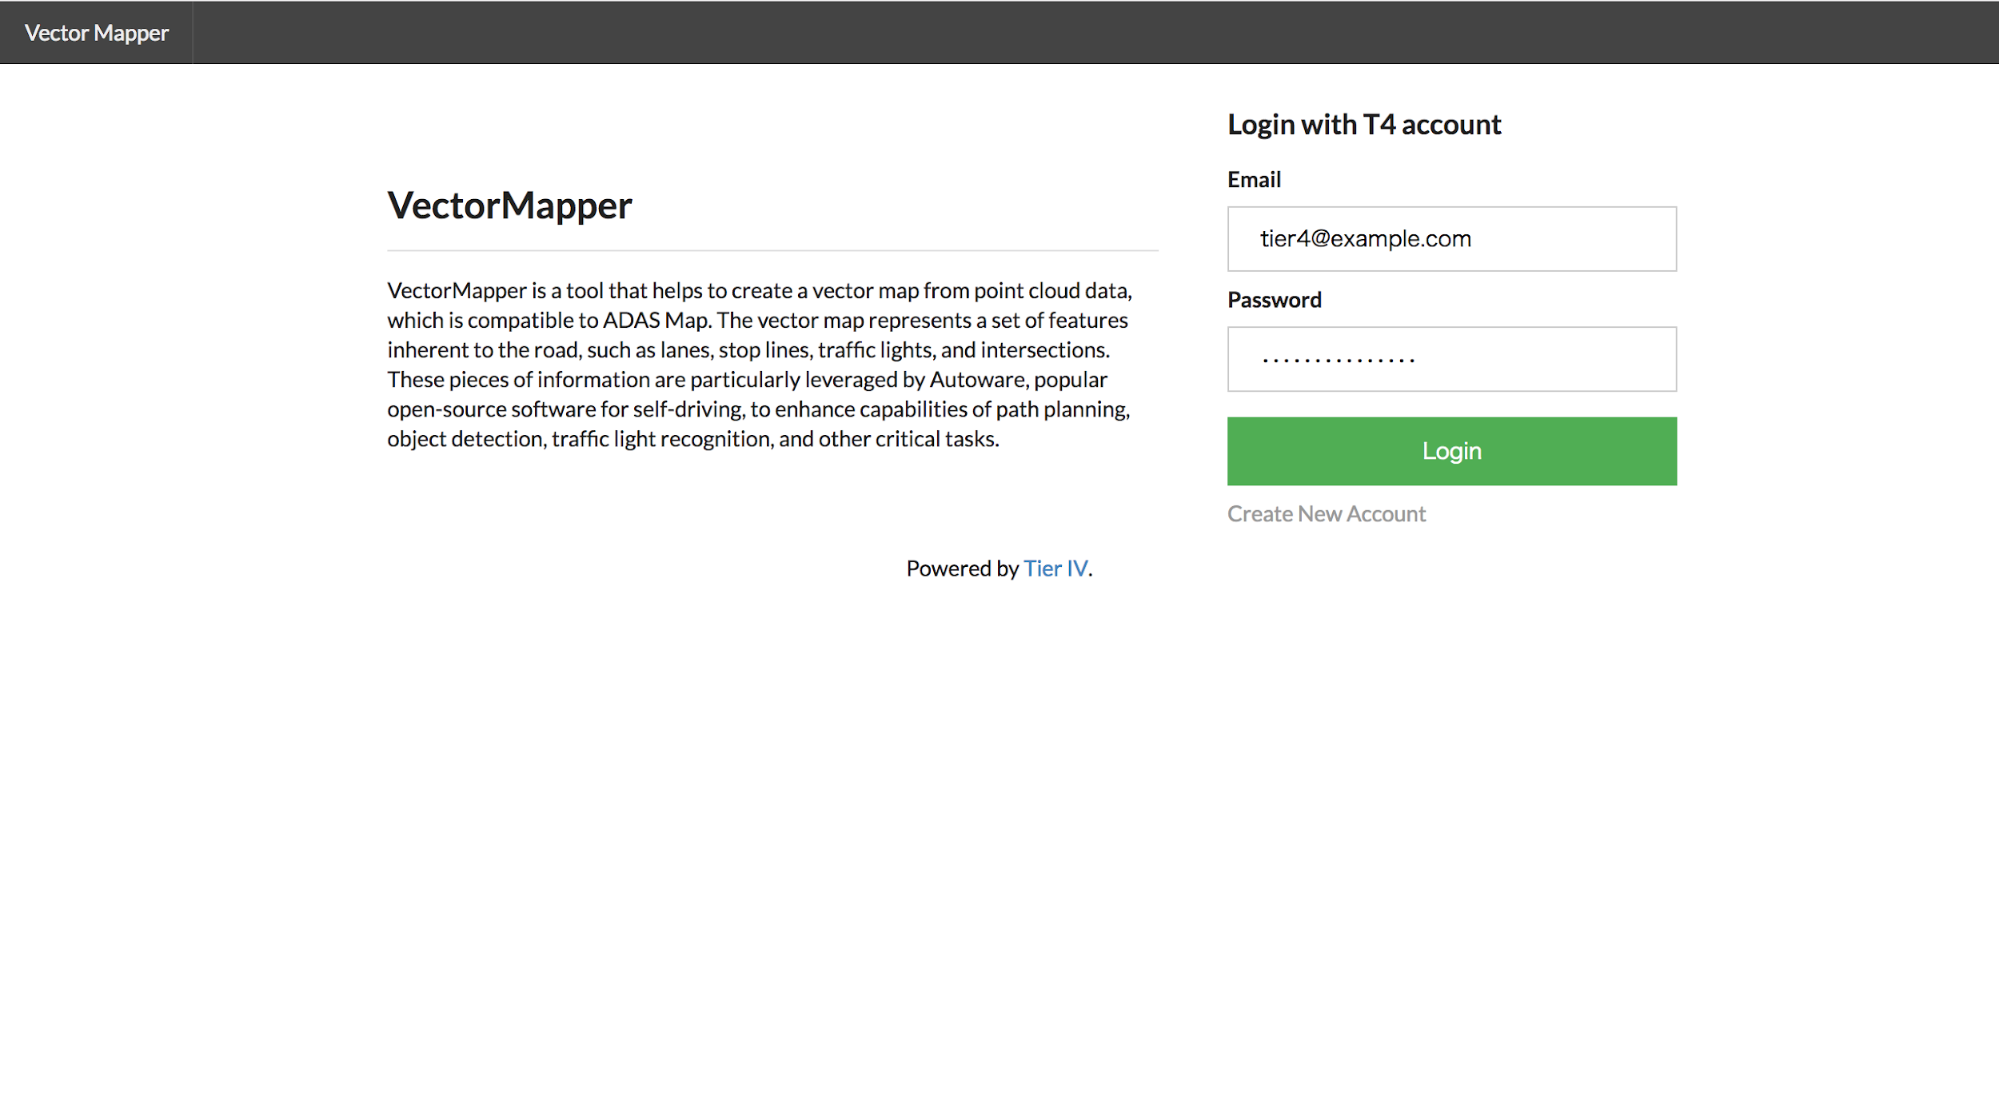 Vector Mapper
VectorMapper
VectorMapper is a tool that helps to create a vector map from point cloud data,
which is compatible to ADAS Map. The vector map represents a set of features
inherent to the road, such as lanes, stop lines, traffic lights, and intersections.
These pieces of information are particularly leveraged by Autoware, popular
open-source software for self-driving, to enhance capabilities of path planning,
object detection, traffic light recognition, and other critical tasks.
Login with T4 account
Email
tier4@example.com
Password
...............
Login
Create New Account
Powered by Tier IV.